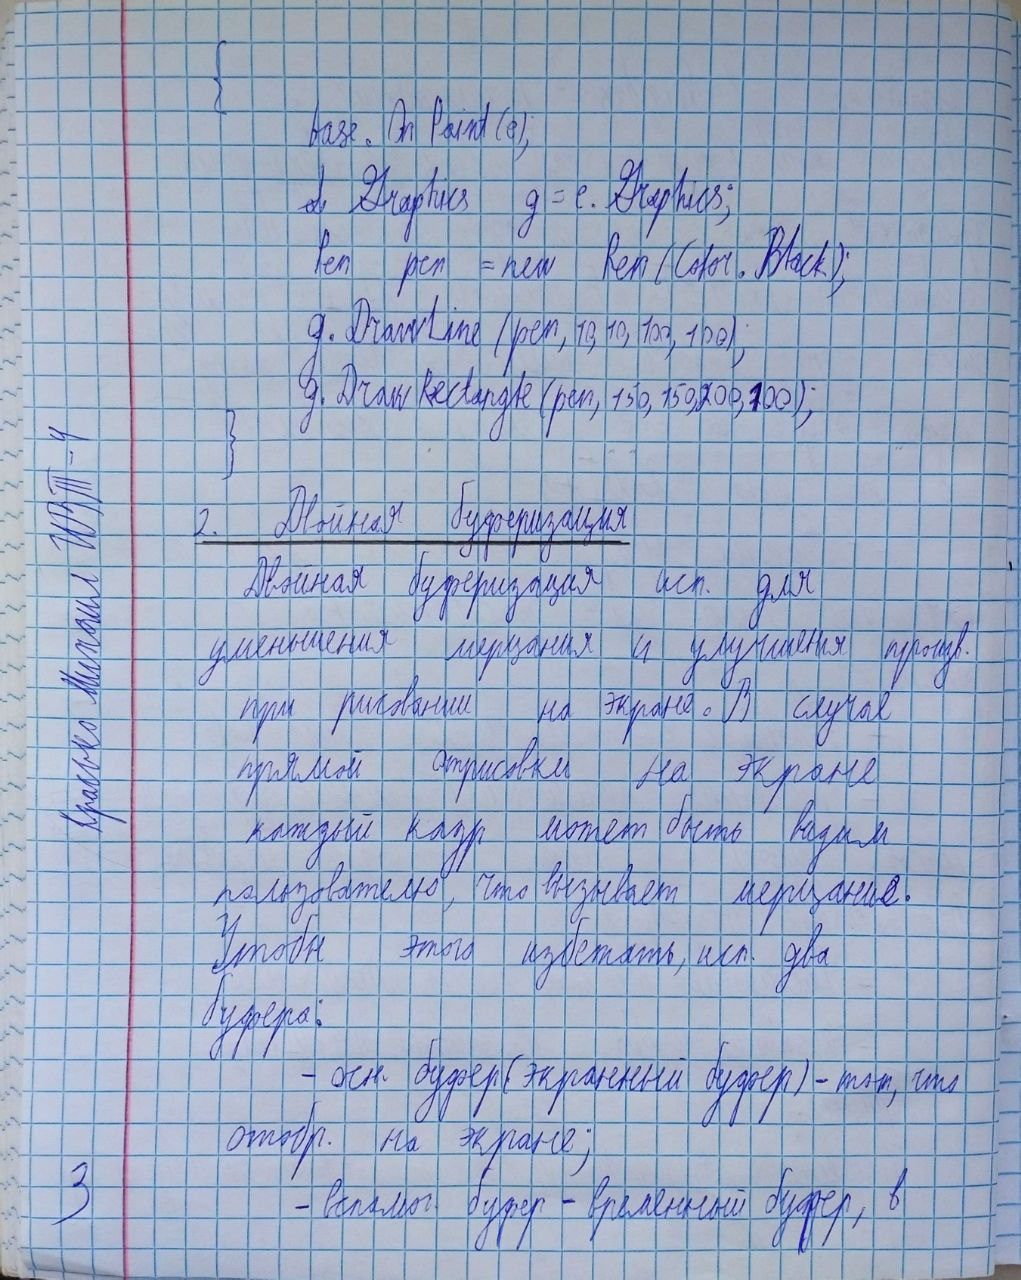 {
base.OnPaint(e);
Graphics g = e.Graphics;
Pen pen = new Pen(Color.Black);
g.DrawLine(pen, 10, 10, 100, 100);
g.DrawRectangle(pen, 150, 150, 200, 100);
}
2. Двойная буферизация
Двойная буферизация исп. для
уменьшения мерцания и улучшения произв.
при рисовании на экране. В случае
прямой отрисовки на экране
каждый кадр может быть видим
пользователю, что вызывает мерцание.
Чтобы этого избежать, исп. два
буфера:
- осн. буфер (экранный буфер) - тот, что
отобр. на экране;
- вспомог. буфер - временный буфер, в
3
Михаил ИВТ-4